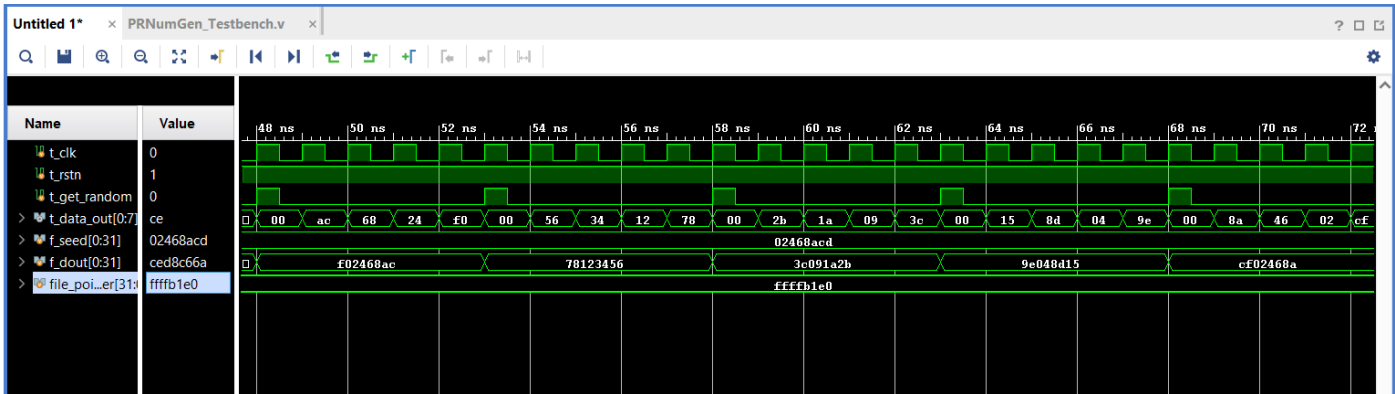 Untitled 1* × PRNumGen_Testbench.v ×
? 
Name Value
48 ns 50 ns 52 ns 54 ns 56 ns 58 ns 60 ns 62 ns 64 ns 66 ns 68 ns 70 ns 72
t_clk 0
t_rstn 1
t_get_random 0
t_data_out[0:7] ce 00 ac 68 24 f0 00 56 34 12 78 00 2b 1a 09 3c 00 15 8d 04 9e 00 8a 46 02 cf
f_seed[0:31] 02468acd 02468acd
f_dout[0:31] ced8c66a f02468ac 78123456 3c091a2b 9e048d15 cf02468a
file_poi...er[31:0 ffffb1e0 ffffb1e0